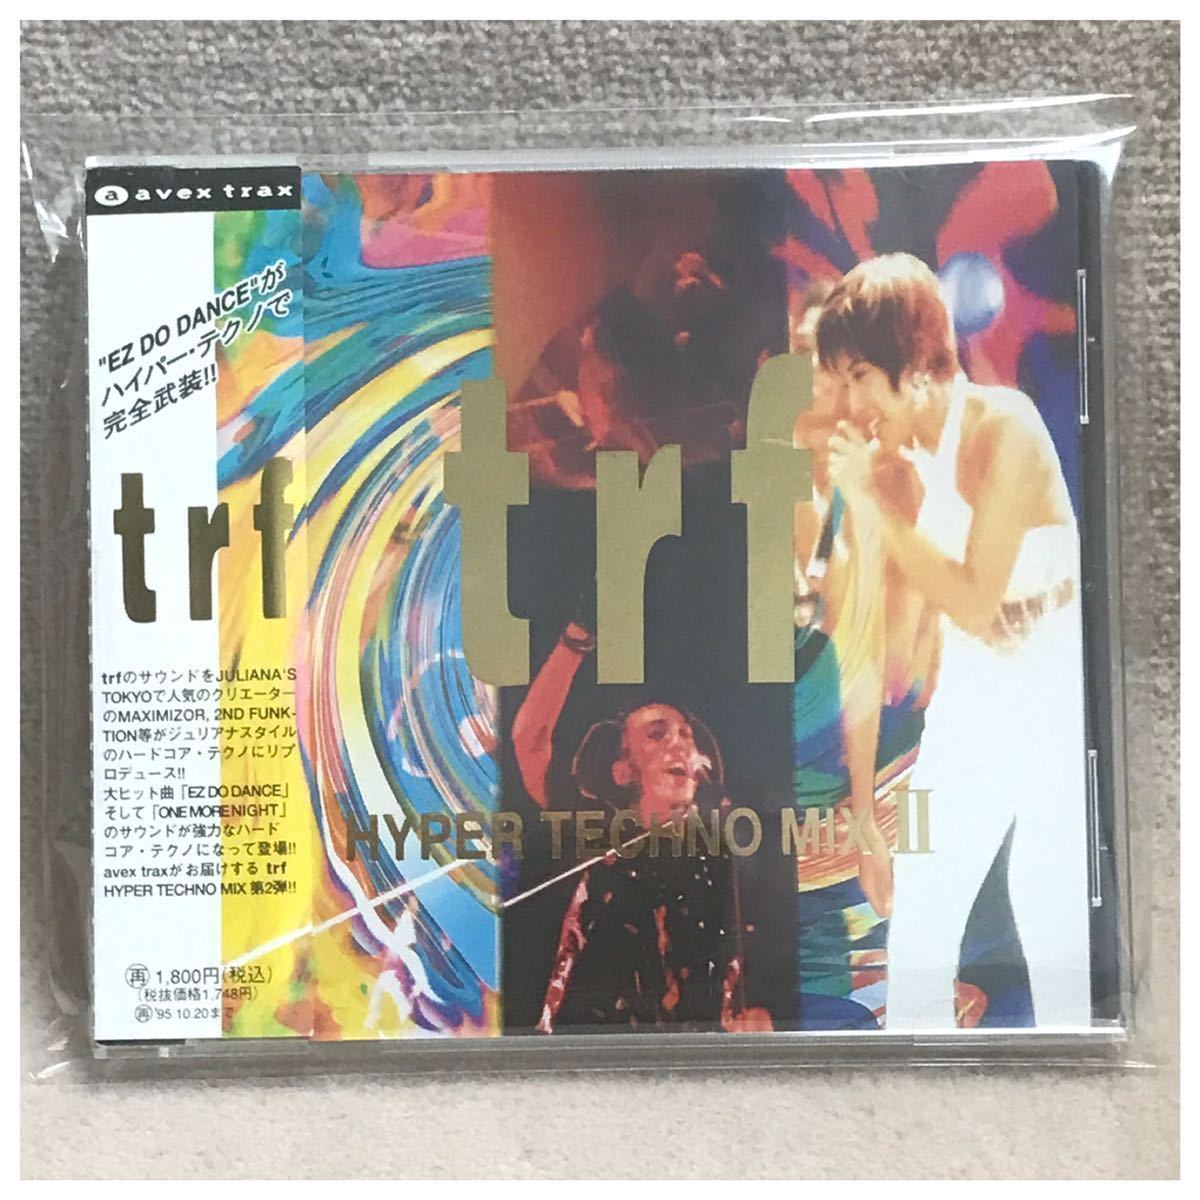 a avex trax
"EZ DO DANCE"が
ハイパー・テクノで
完全武装!!
trf
trfのサウンドをJULIANA'S
TOKYOで人気のクリエーター
のMAXIMIZOR, 2ND FUNK-
TION等がジュリアナスタイル
のハードコア・テクノにリプ
ロデュース!!
大ヒット曲「EZ DO DANCE」
そして「ONE MORE NIGHT」
のサウンドが強力なハード
コア・テクノになって登場!!
avex traxがお届けする trf
HYPER TECHNO MIX 第2弾!!
再 1,800円(税込)
(税抜価格1,748円)
再 '95.10.20まで
trf
HYPER TECHNO MIX II